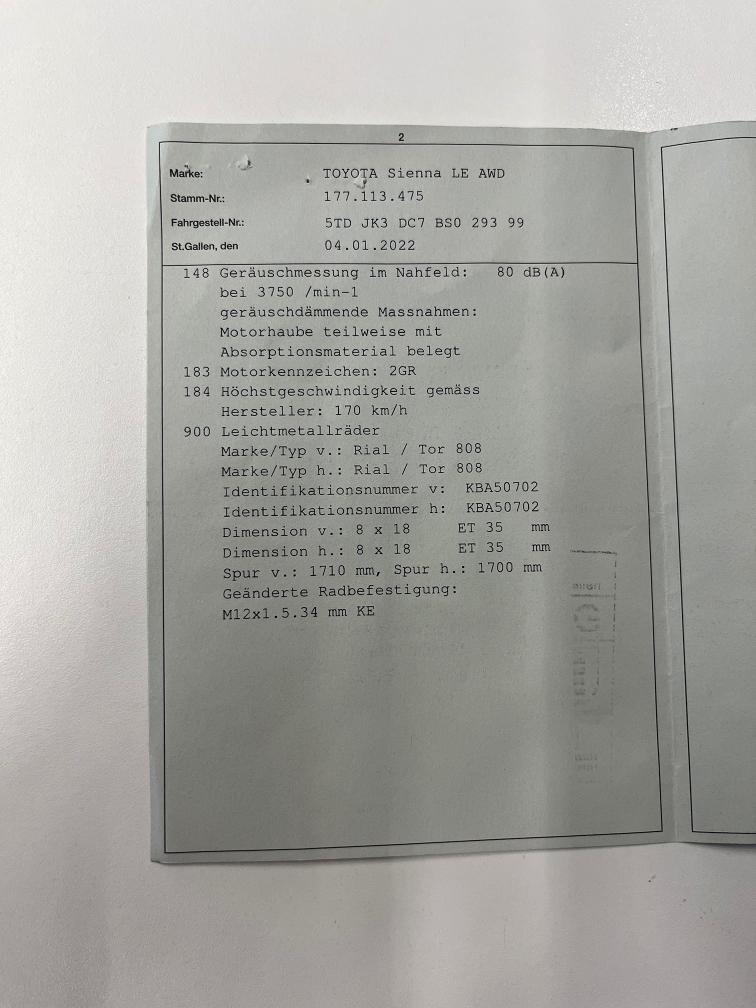 2
Marke: TOYOTA Sienna LE AWD
Stamm-Nr.: 177.113.475
Fahrgestell-Nr.: 5TD JK3 DC7 BS0 293 99
St.Gallen, den 04.01.2022
148 Geräuschmessung im Nahfeld: 80 dB(A)
bei 3750 /min-1
geräuschdämmende Massnahmen:
Motorhaube teilweise mit
Absorptionsmaterial belegt
183 Motorkennzeichen: 2GR
184 Höchstgeschwindigkeit gemäss
Hersteller: 170 km/h
900 Leichtmetallräder
Marke/Typ v.: Rial / Tor 808
Marke/Typ h.: Rial / Tor 808
Identifikationsnummer v: KBA50702
Identifikationsnummer h: KBA50702
Dimension v.: 8 x 18 ET 35 mm
Dimension h.: 8 x 18 ET 35 mm
Spur v.: 1710 mm, Spur h.: 1700 mm
Geänderte Radbefestigung:
M12x1.5.34 mm KE